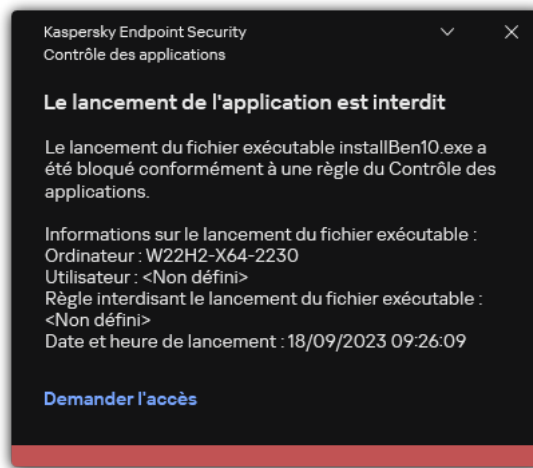 Kaspersky Endpoint Security
Contrôle des applications
Le lancement de l'application est interdit
Le lancement du fichier exécutable installBen10.exe a
été bloqué conformément à une règle du Contrôle des
applications.
Informations sur le lancement du fichier exécutable :
Ordinateur : W22H2-X64-2230
Utilisateur : <Non défini>
Règle interdisant le lancement du fichier exécutable :
<Non défini>
Date et heure de lancement : 18/09/2023 09:26:09
Demander l'accès